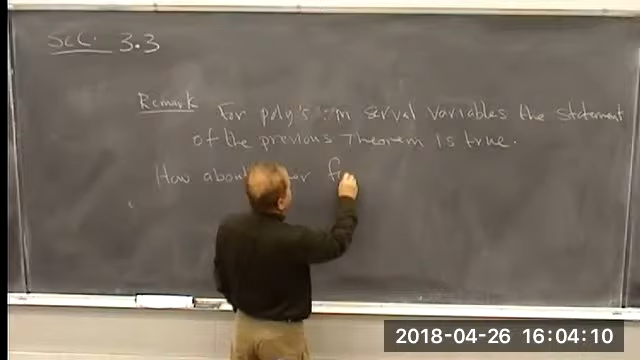 Sec. 3.3
Remark For poly's in serval variables the statement
of the previous Theorem is true.
How about
2018-04-26 16:04:10